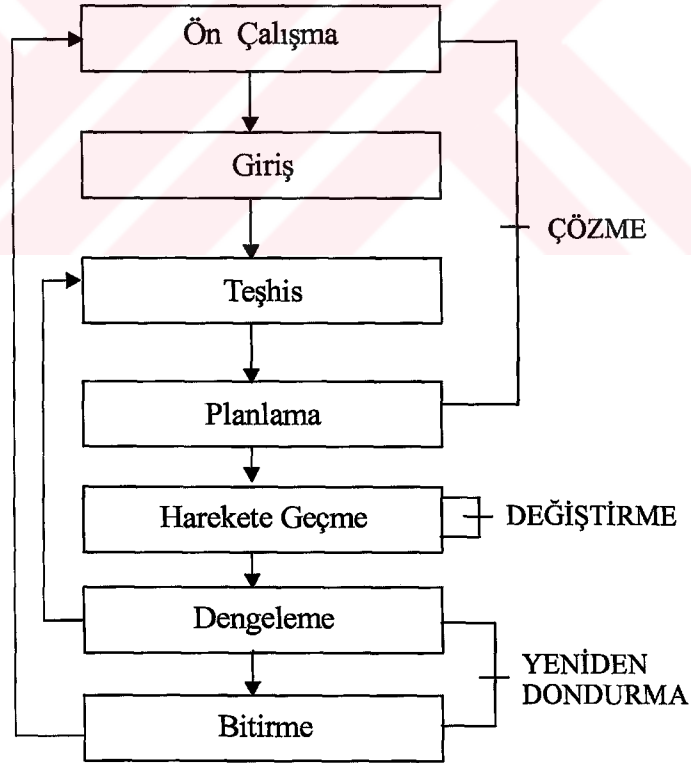 Ön Çalışma
Giriş
ÇÖZME
Teşhis
Planlama
Harekete Geçme
DEĞİŞTİRME
Dengeleme
YENİDEN
DONDURMA
Bitirme